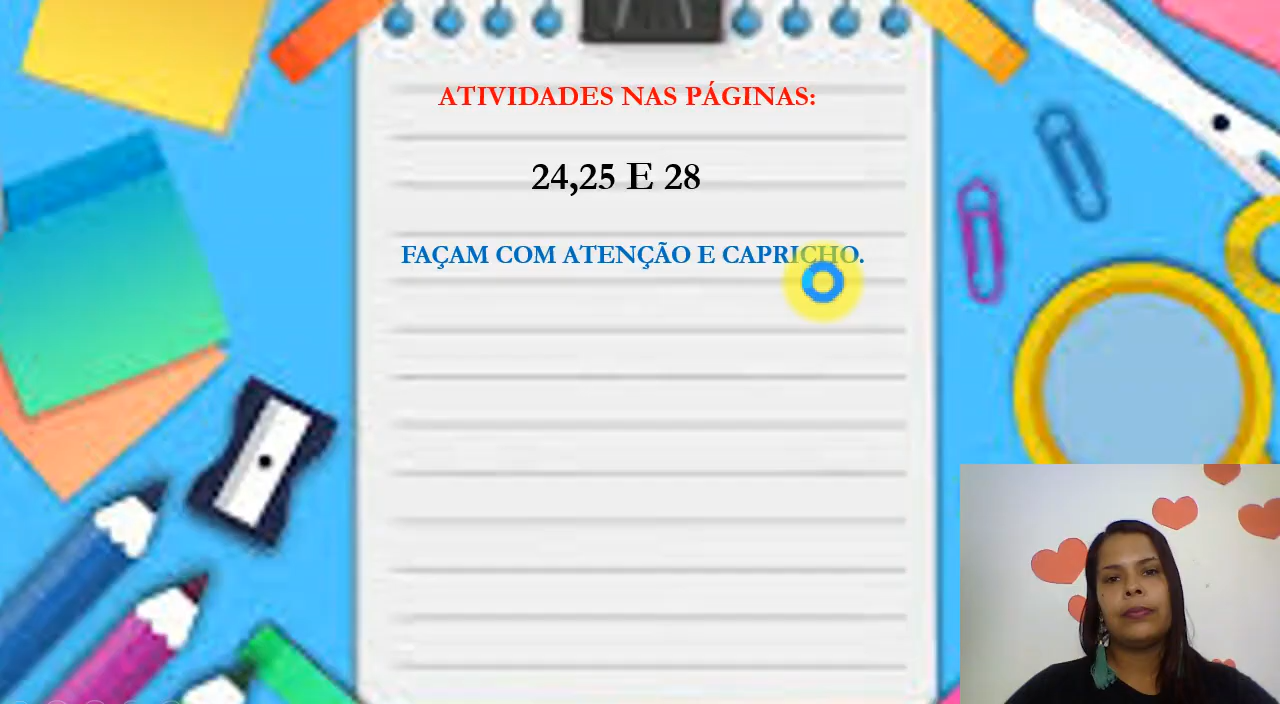 ATIVIDADES NAS PÁGINAS:
24,25 E 28
FAÇAM COM ATENÇÃO E CAPRICHO.